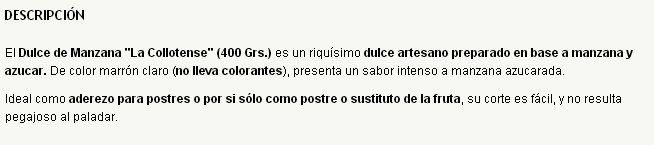 DESCRIPCIÓN
El Dulce de Manzana "La Collotense" (400 Grs.) es un riquísimo dulce artesano preparado en base a manzana y
azucar. De color marrón claro (no lleva colorantes), presenta un sabor intenso a manzana azucarada.
Ideal como aderezo para postres o por si sólo como postre o sustituto de la fruta, su corte es fácil, y no resulta
pegajoso al paladar.